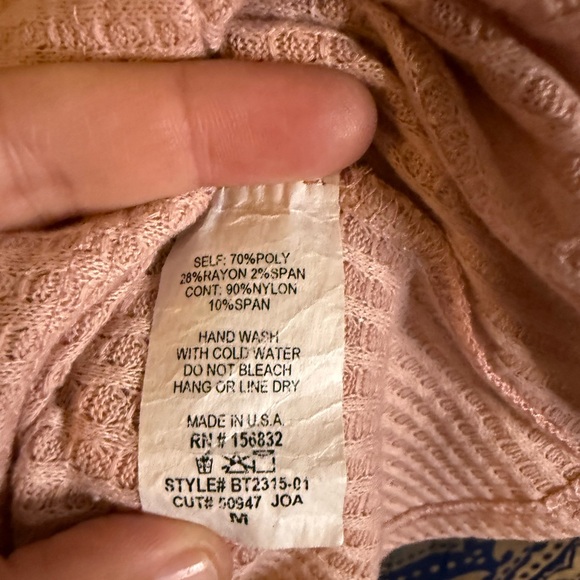 SELF: 70%POLY
28%RAYON 2%SPAN
CONT: 90%NYLON
10%SPAN
HAND WASH
WITH COLD WATER
DO NOT BLEACH
HANG OR LINE DRY
MADE IN U.S.A.
RN # 156832
STYLE# BT2315-01
CUT# 50947 JOA
M